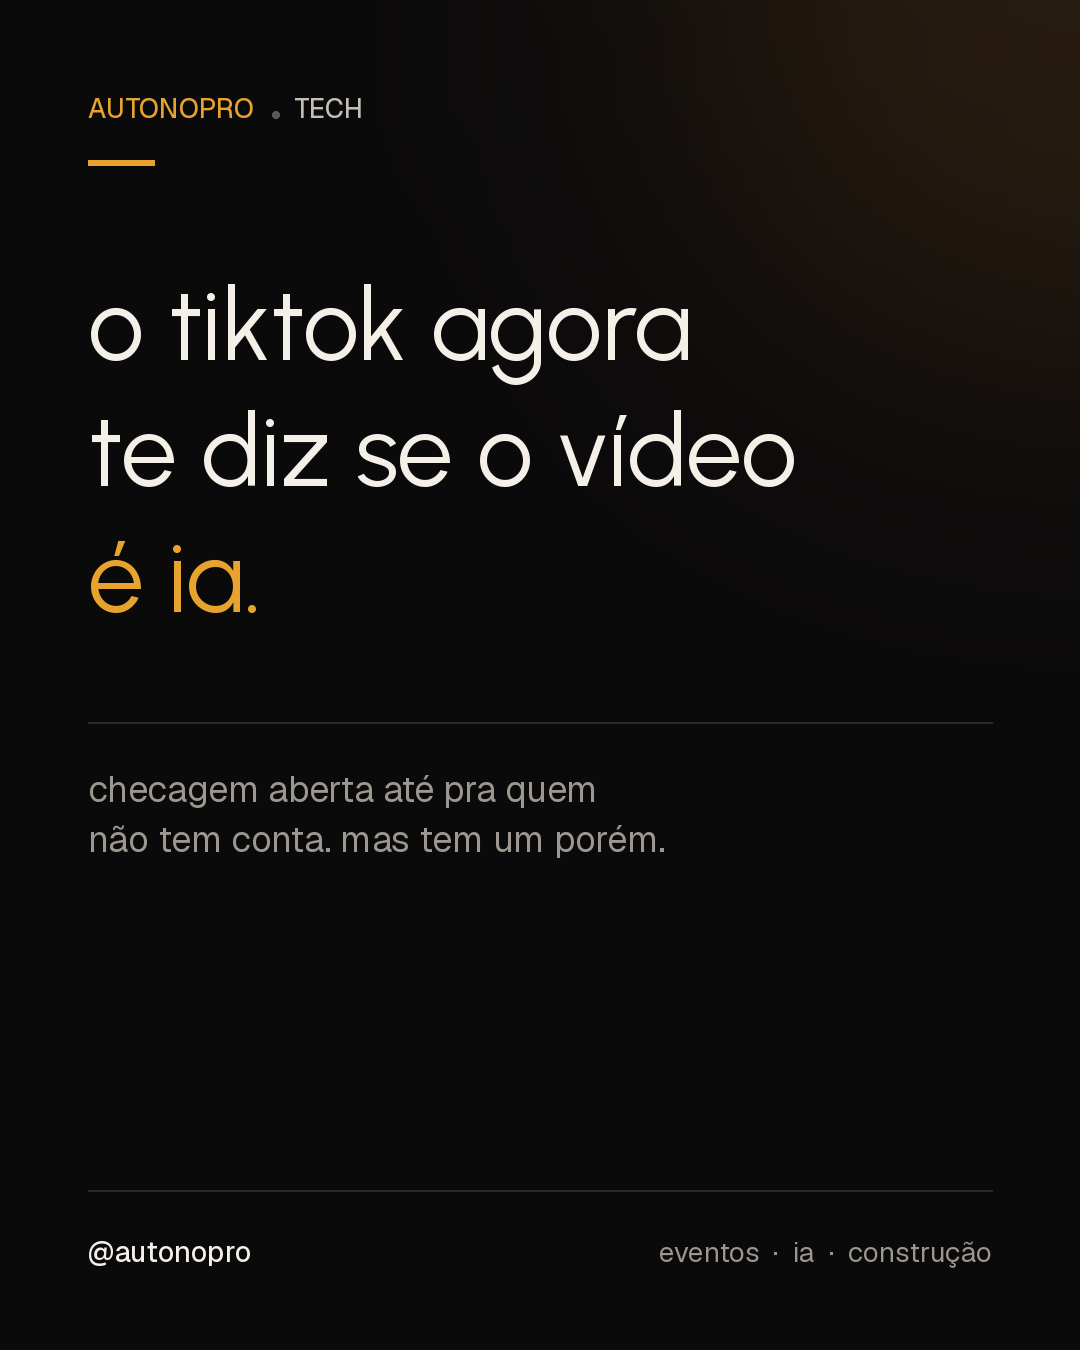 AUTONOPRO • TECH
o tiktok agora
te diz se o vídeo
é ia.
checagem aberta até pra quem
não tem conta. mas tem um porém.
@autonopro
eventos · ia · construção